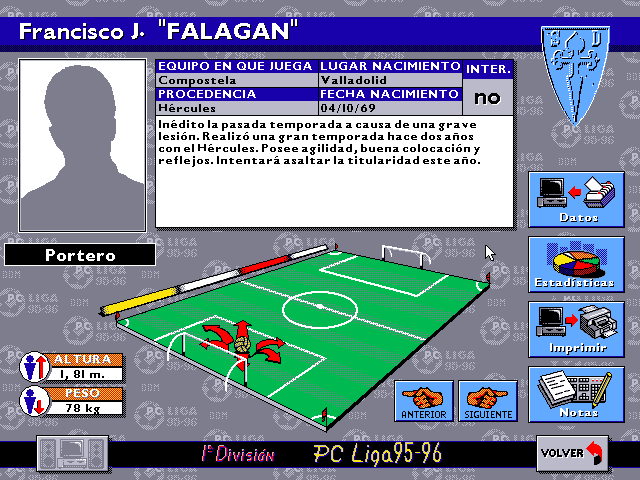 Francisco J. "FALAGAN"
EQUIPO EN QUE JUEGA
LUGAR NACIMIENTO
INTER.
Compostela
Valladolid
no
PROCEDENCIA
FECHA NACIMIENTO
Hércules
04/10/69
Inédito la pasada temporada a causa de una grave
lesión. Realizó una gran temporada hace dos años
con el Hércules. Posee agilidad, buena colocación y
reflejos. Intentará asaltar la titularidad este año.
S D
Datos
Portero
Estadísticas
Imprimir
ALTURA
1,81 m.
PESO
78 kg
ANTERIOR
SIGUIENTE
Notas
1ª División
PC Liga 95-96
VOLVER